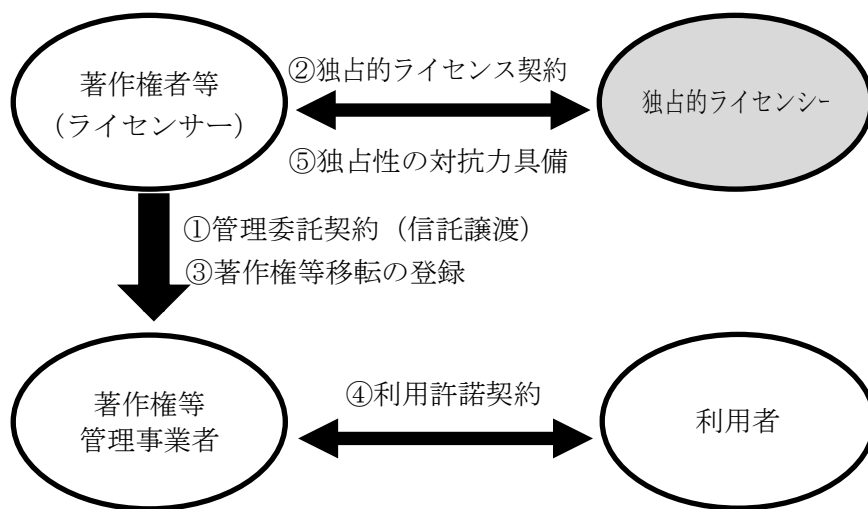 著作権者等
(ライセンサー)
②独占的ライセンス契約
独占的ライセンシー
⑤独占性の対抗力具備
①管理委託契約(信託譲渡)
③著作権等移転の登録
著作権等
管理事業者
④利用許諾契約
利用者